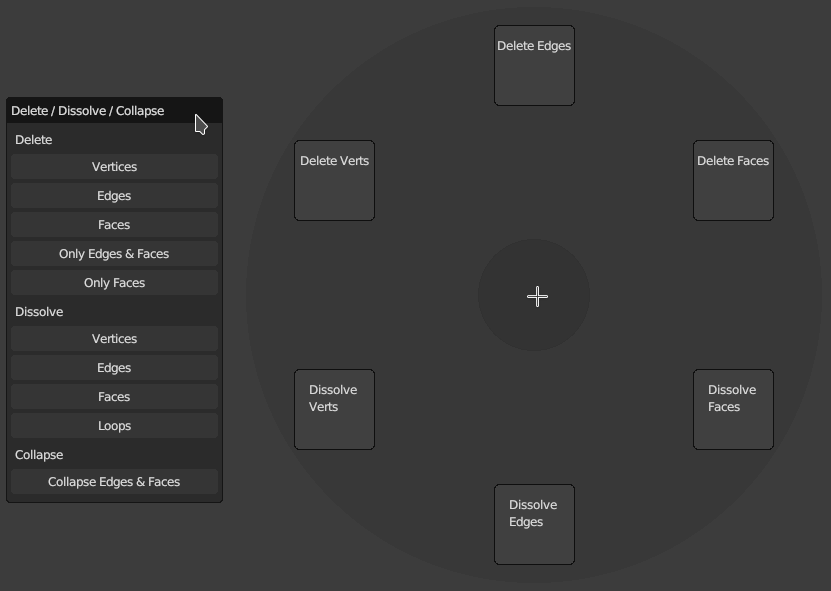 Delete / Dissolve / Collapse
Delete
Vertices
Edges
Faces
Only Edges & Faces
Only Faces
Dissolve
Vertices
Edges
Faces
Loops
Collapse
Collapse Edges & Faces
Delete Edges
Delete Verts
Delete Faces
Dissolve
Verts
Dissolve
Faces
Dissolve
Edges